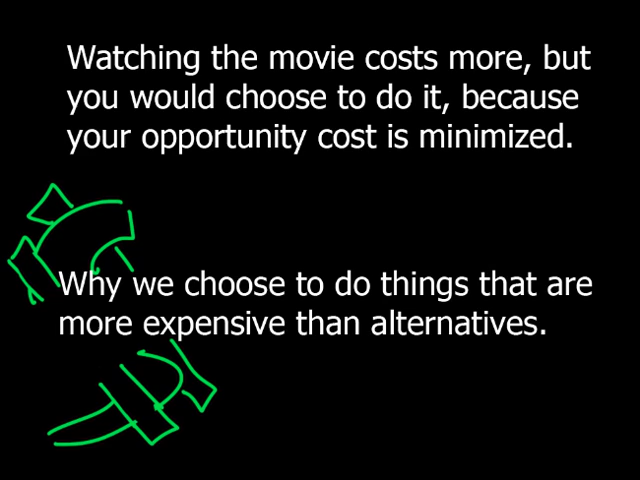 Watching the movie costs more, but
you would choose to do it, because
your opportunity cost is minimized.
Why we choose to do things that are
more expensive than alternatives.